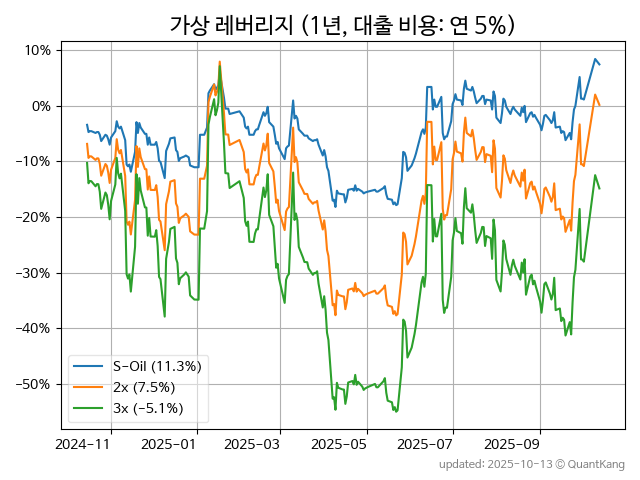 가상 레버리지 (1년, 대출 비용: 연 5%)
10%
0%
−10%
−20%
−30%
−40%
−50%
S-Oil (11.3%)
2x (7.5%)
3x (−5.1%)
2024-11
2025-01
2025-03
2025-05
2025-07
2025-09
updated: 2025-10-13 ⓒ QuantKang